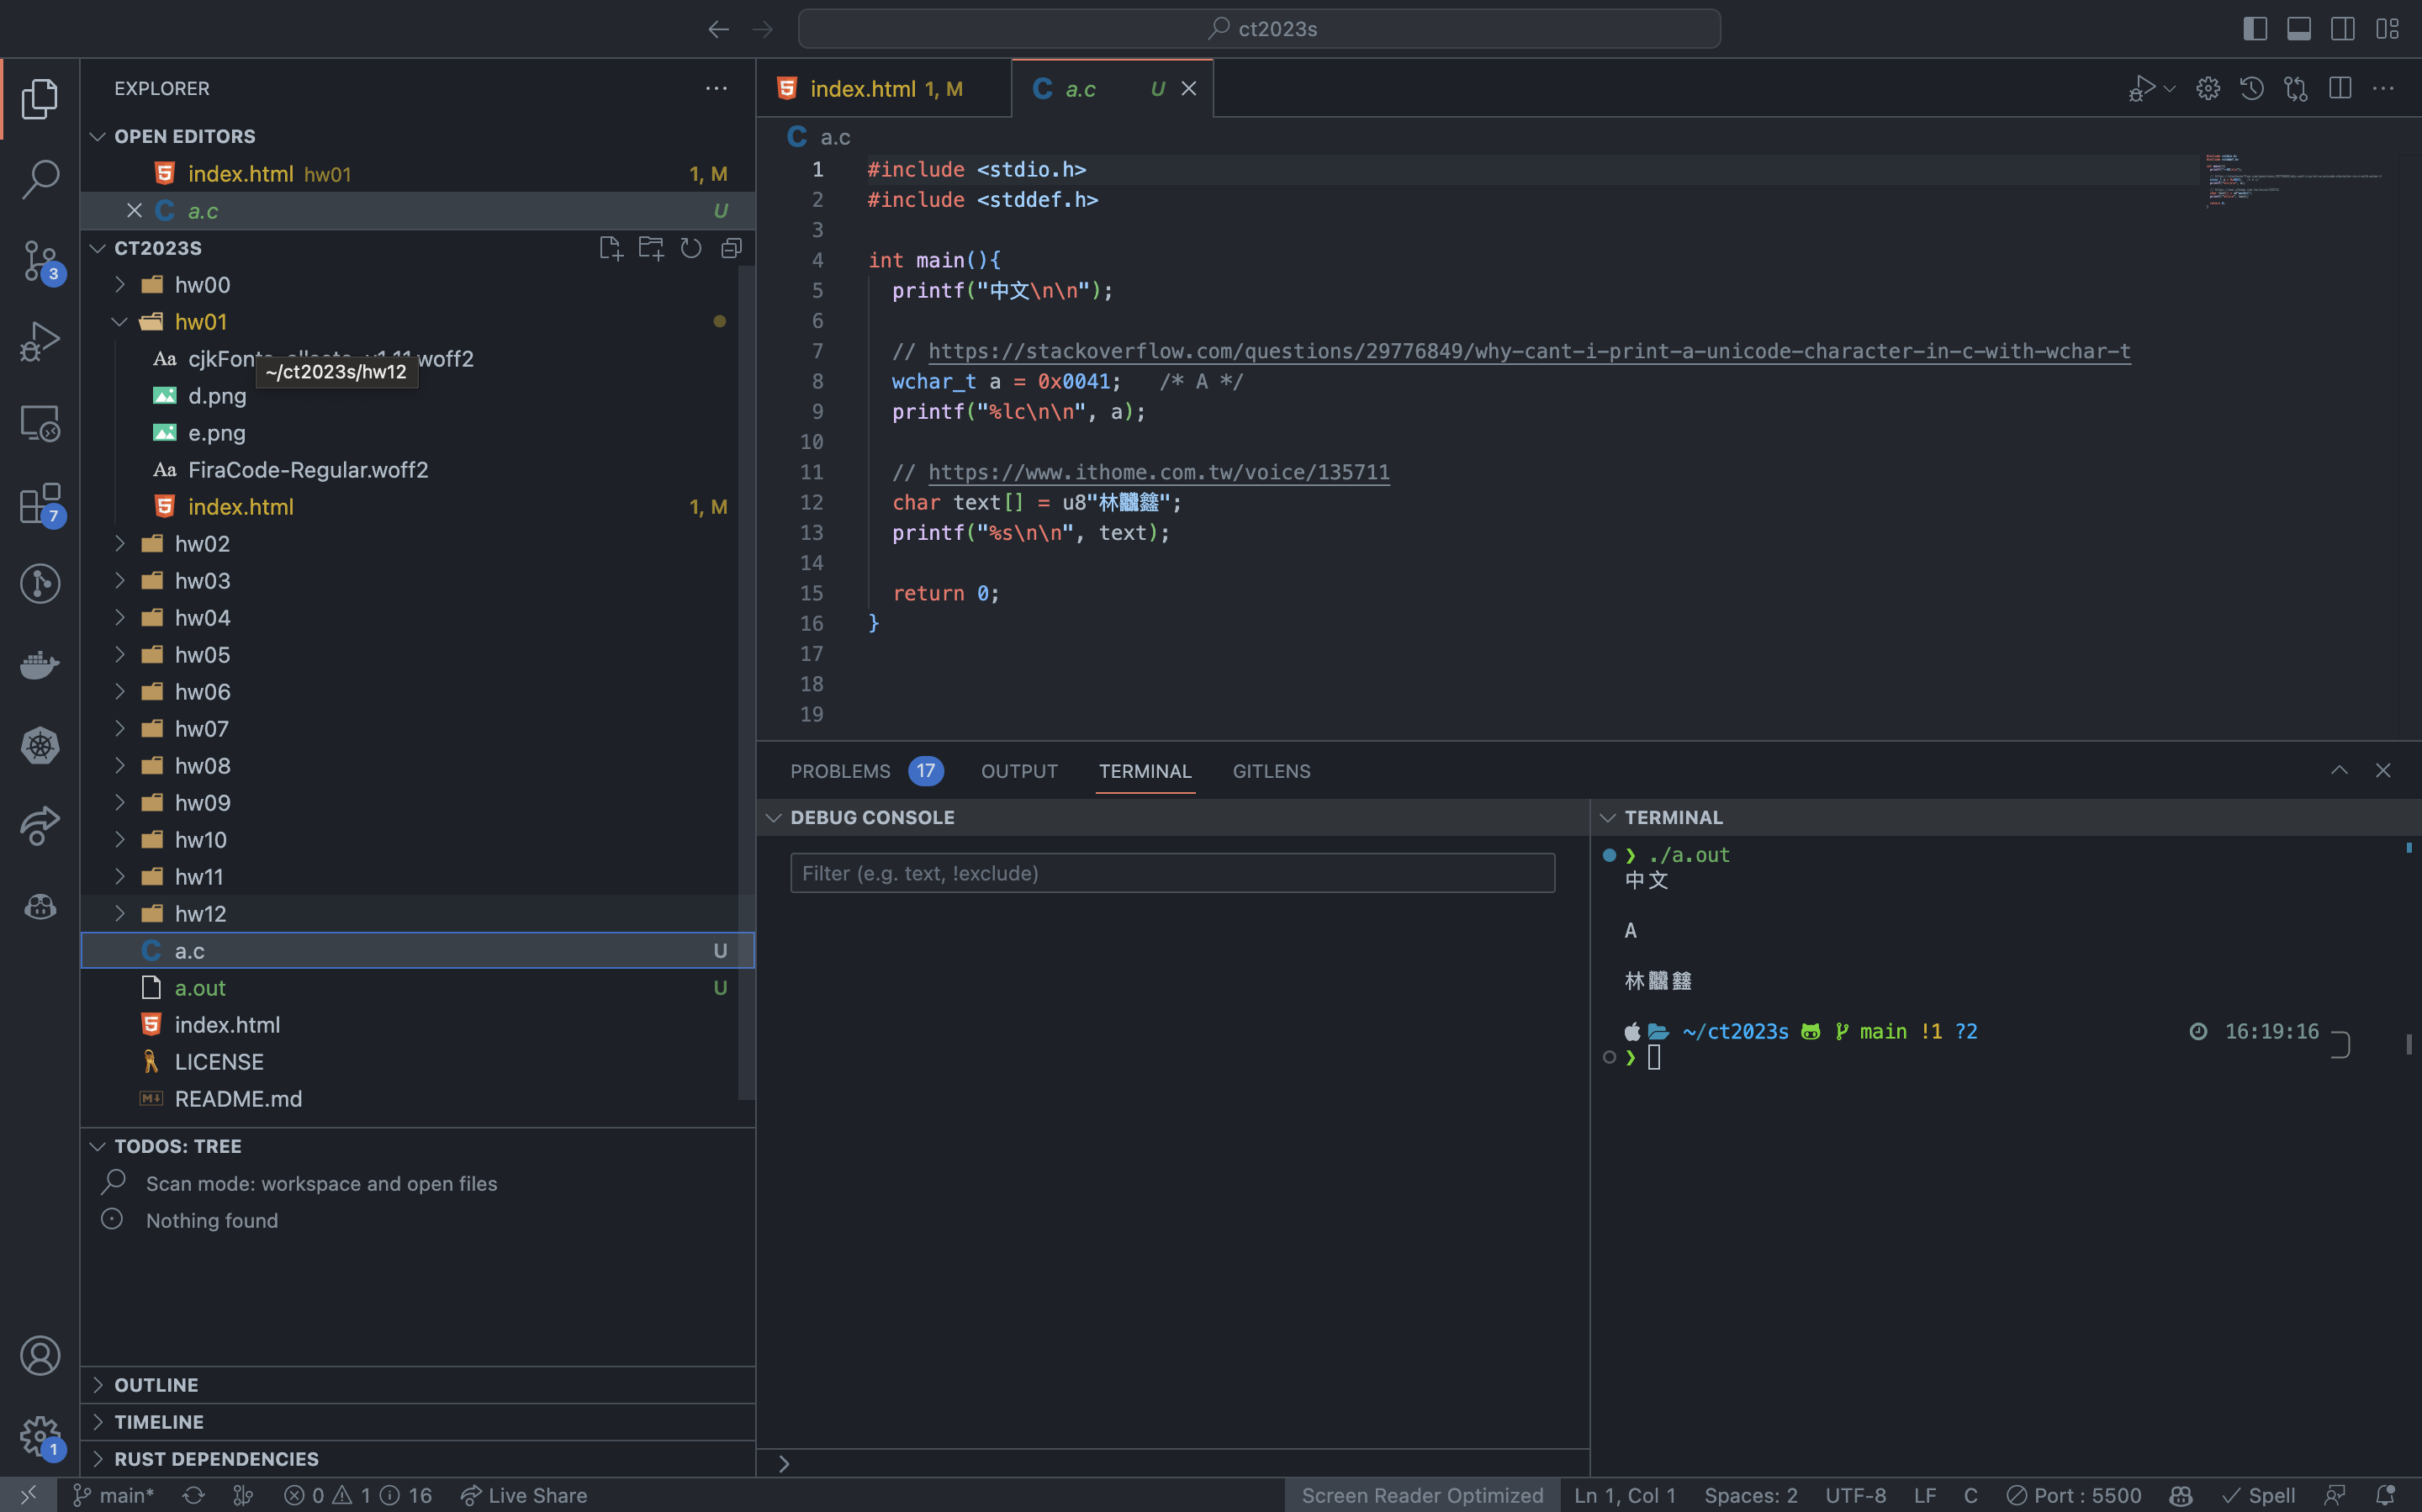 ct2023s
EXPLORER
OPEN EDITORS
index.html hw01 1, M
a.c U
CT2023S
hw00
hw01
~/ct2023s/hw12
d.png
e.png
FiraCode-Regular.woff2
index.html 1, M
hw02
hw03
hw04
hw05
hw06
hw07
hw08
hw09
hw10
hw11
hw12
a.c U
a.out U
index.html
LICENSE
README.md
TODOS: TREE
Scan mode: workspace and open files
Nothing found
OUTLINE
TIMELINE
RUST DEPENDENCIES
3
7
1
index.html 1, M
a.c U
a.c
1 #include <stdio.h>
2 #include <stddef.h>
3
4 int main(){
5 printf("中文\n\n");
6
7 // https://stackoverflow.com/questions/29776849/why-cant-i-print-a-unicode-character-in-c-with-wchar-t
8 wchar_t a = 0x0041; /* A */
9 printf("%lc\n\n", a);
10
11 // https://www.ithome.com.tw/voice/135711
12 char text[] = u8"林𪚥鑫";
13 printf("%s\n\n", text);
14
15 return 0;
16 }
17
18
19
PROBLEMS 17 OUTPUT TERMINAL GITLENS
DEBUG CONSOLE
Filter (e.g. text, !exclude)
TERMINAL
❯ ./a.out
中文
A
林𪚥鑫
~/ct2023s main !1 ?2 16:19:16
❯
main* 0 1 16 Live Share Screen Reader Optimized Ln 1, Col 1 Spaces: 2 UTF-8 LF C Port : 5500 Spell